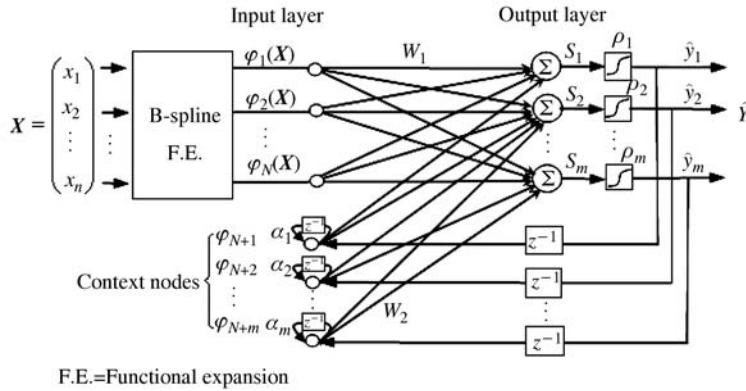 Input layer
Output layer
φ₁(X)
W₁
Σ
S₁
ρ₁
ŷ₁
x₁
φ₂(X)
Σ
S₂
ρ₂
ŷ₂
X =
x₂
B-spline
F.E.
Ŷ
⋮
⋮
⋮
⋮
⋮
φN(X)
Σ
Sₘ
ρₘ
ŷₘ
xₙ
φN+1
α₁
z⁻¹
z⁻¹
Context nodes
φN+2
α₂
z⁻¹
z⁻¹
⋮
⋮
⋮
W₂
φN+m
αₘ
z⁻¹
z⁻¹
F.E.=Functional expansion